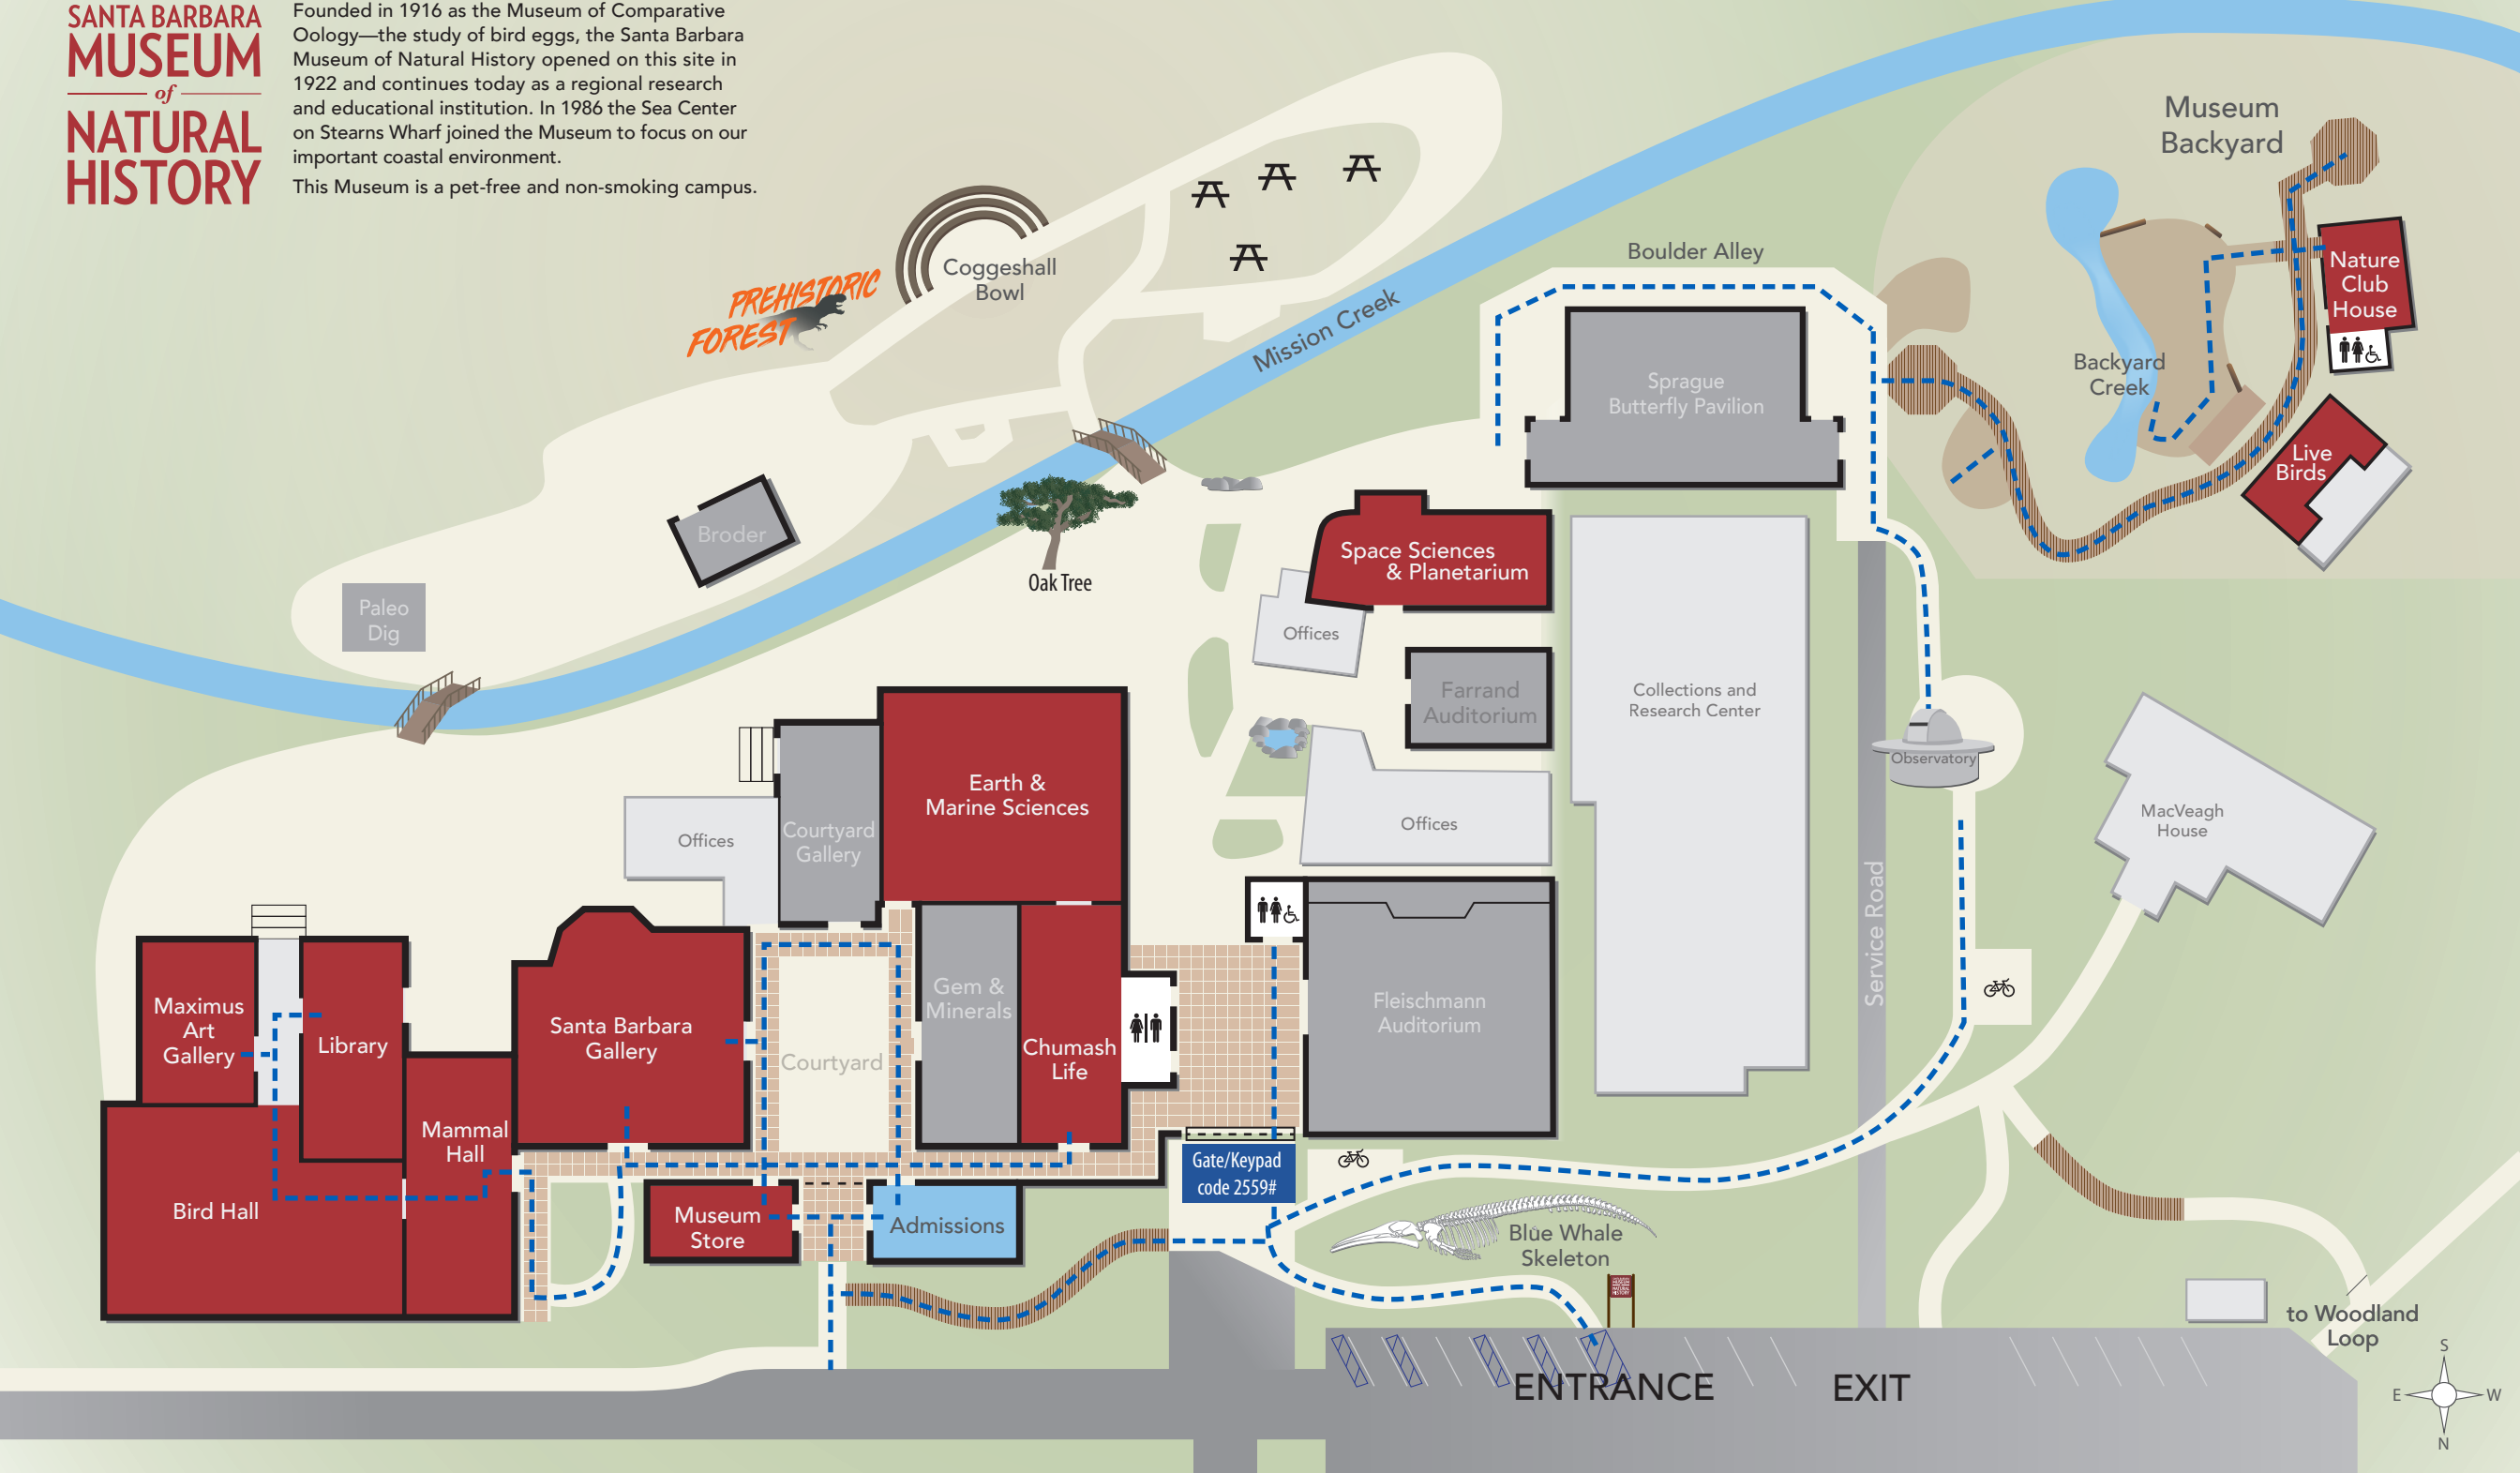 SANTA BARBARA
MUSEUM
of
NATURAL
HISTORY
Founded in 1916 as the Museum of Comparative
Oology—the study of bird eggs, the Santa Barbara
Museum of Natural History opened on this site in
1922 and continues today as a regional research
and educational institution. In 1986 the Sea Center
on Stearns Wharf joined the Museum to focus on our
important coastal environment.
This Museum is a pet-free and non-smoking campus.
Museum
Backyard
Boulder Alley
Coggeshall
Bowl
PREHISTORIC
FOREST
Mission Creek
Nature
Club
House
Backyard
Creek
Sprague
Butterfly Pavilion
Live
Birds
Broder
Oak Tree
Space Sciences
& Planetarium
Paleo
Dig
Offices
Farrand
Auditorium
Collections and
Research Center
Observatory
Earth &
Marine Sciences
MacVeagh
House
Offices
Courtyard
Gallery
Offices
Service Road
Maximus
Art
Gallery
Library
Santa Barbara
Gallery
Courtyard
Gem &
Minerals
Chumash
Life
Fleischmann
Auditorium
Mammal
Hall
Bird Hall
Museum
Store
Admissions
Gate/Keypad
code 2559#
Blue Whale
Skeleton
MUSEUM
NATURAL
HISTORY
to Woodland
Loop
ENTRANCE
EXIT
S
E
W
N